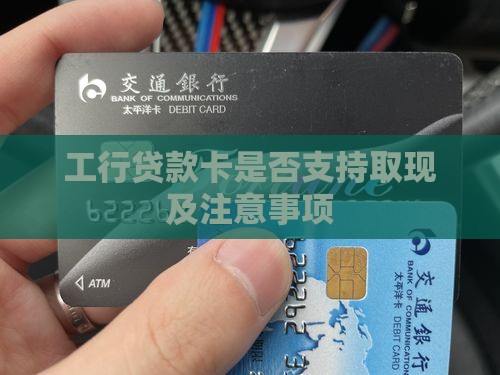 交通銀行
BANK OF COMMUNICATIONS
太平洋卡 DEBIT CARD
工行贷款卡是否支持取现
及注意事项
ATM
交通銀行
BANK OF COMMUNICATIONS
太平洋卡 DEBIT CARD